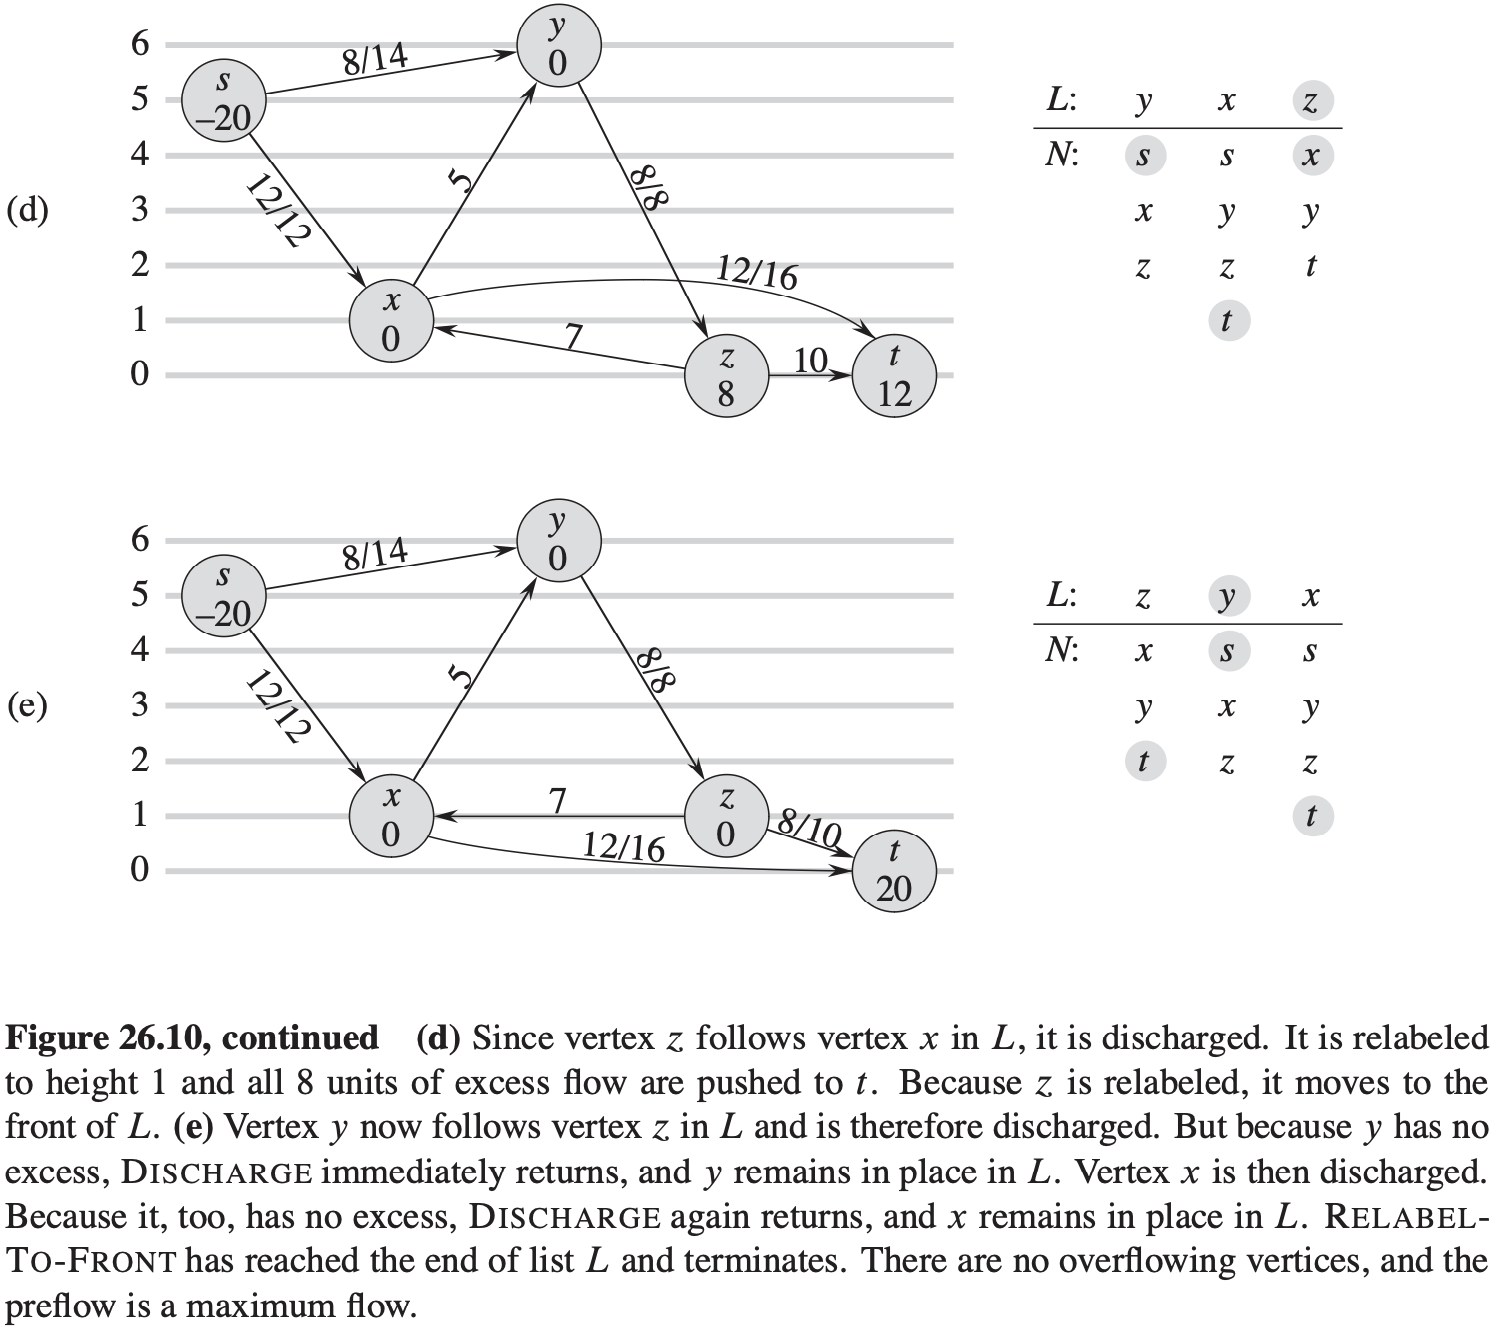 6
y
0
8/14
s
–20
5
4
12/12
5
8/8
(d)
3
2
12/16
x
0
1
7
z
8
10
t
12
0
L: y x z
N: s s x
x y y
z z t
t
6
y
0
8/14
s
–20
5
4
12/12
5
8/8
(e)
3
2
x
0
1
7
z
0
8/10
12/16
t
20
0
L: z y x
N: x s s
y x y
t z z
t
Figure 26.10, continued (d) Since vertex z follows vertex x in L, it is discharged. It is relabeled
to height 1 and all 8 units of excess flow are pushed to t. Because z is relabeled, it moves to the
front of L. (e) Vertex y now follows vertex z in L and is therefore discharged. But because y has no
excess, DISCHARGE immediately returns, and y remains in place in L. Vertex x is then discharged.
Because it, too, has no excess, DISCHARGE again returns, and x remains in place in L. RELABEL-
TO-FRONT has reached the end of list L and terminates. There are no overflowing vertices, and the
preflow is a maximum flow.